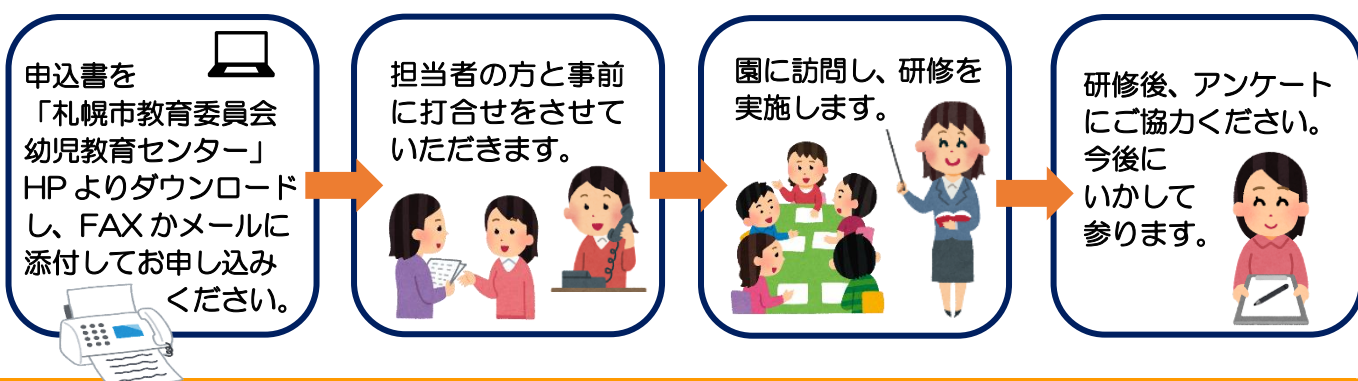 申込書を
「札幌市教育委員会
幼児教育センター」
HPよりダウンロード
し、FAXかメールに
添付してお申し込み
ください。
担当者の方と事前
に打合せをさせて
いただきます。
園に訪問し、研修を
実施します。
研修後、アンケート
にご協力ください。
今後に
いかして
参ります。